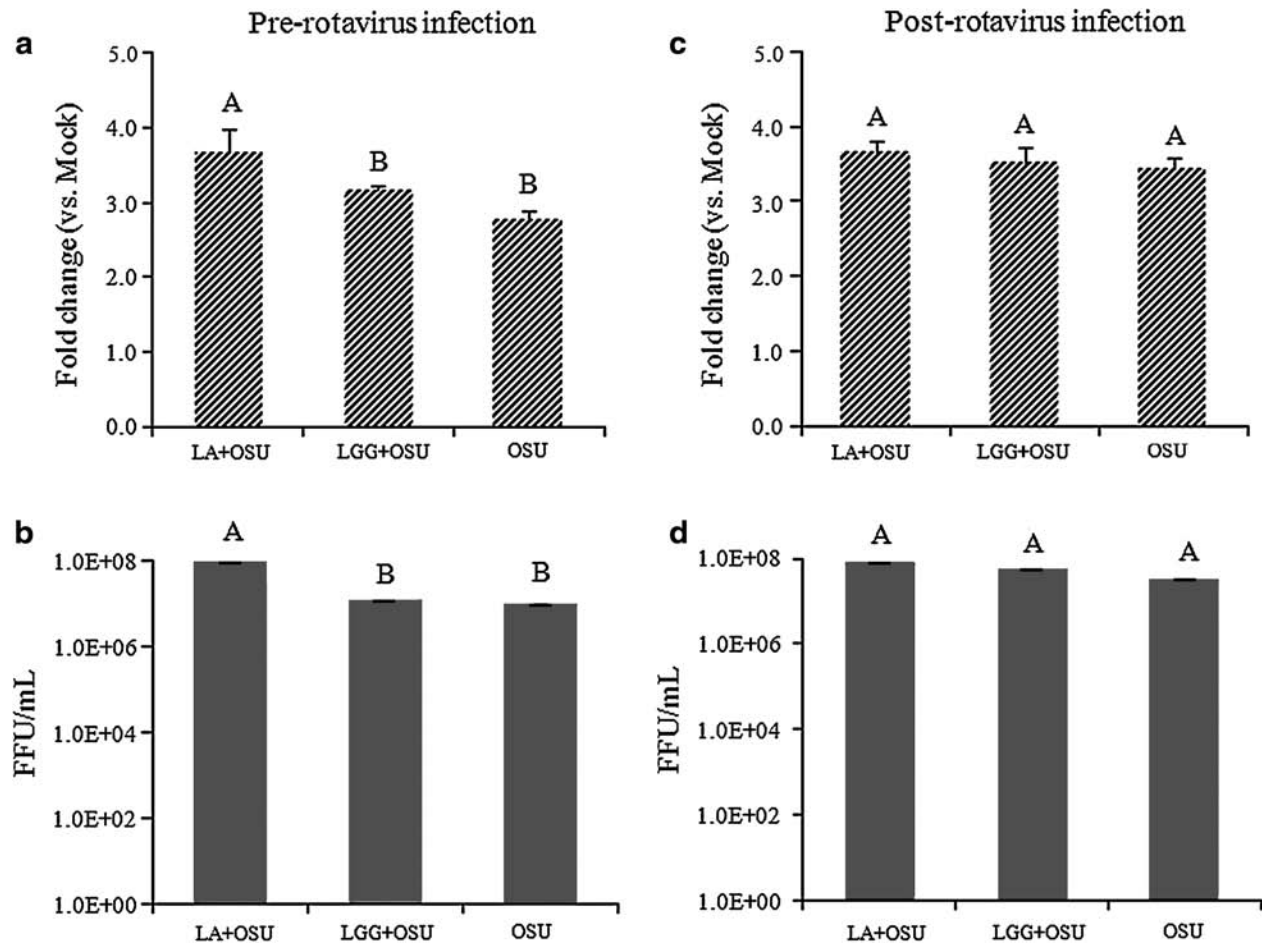 Pre-rotavirus infection
a
Fold change (vs. Mock)
5.0
4.0
3.0
2.0
1.0
0.0
A
B
B
LA+OSU
LGG+OSU
OSU
Post-rotavirus infection
c
Fold change (vs. Mock)
5.0
4.0
3.0
2.0
1.0
0.0
A
A
A
LA+OSU
LGG+OSU
OSU
b
FFU/mL
1.0E+08
1.0E+06
1.0E+04
1.0E+02
1.0E+00
A
B
B
LA+OSU
LGG+OSU
OSU
d
FFU/mL
1.0E+08
1.0E+06
1.0E+04
1.0E+02
1.0E+00
A
A
A
LA+OSU
LGG+OSU
OSU